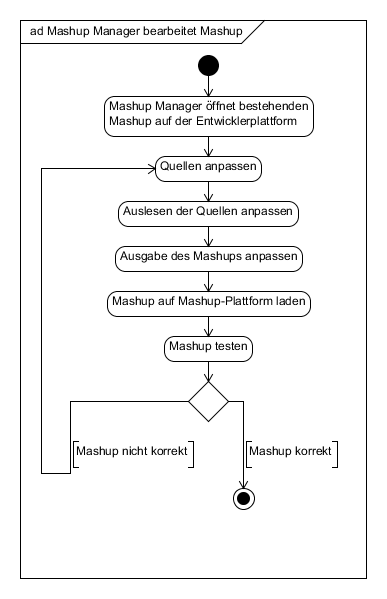 ad Mashup Manager bearbeitet Mashup
Mashup Manager öffnet bestehenden
Mashup auf der Entwicklerplattform
Quellen anpassen
Auslesen der Quellen anpassen
Ausgabe des Mashups anpassen
Mashup auf Mashup-Plattform laden
Mashup testen
[Mashup nicht korrekt]
[Mashup korrekt]